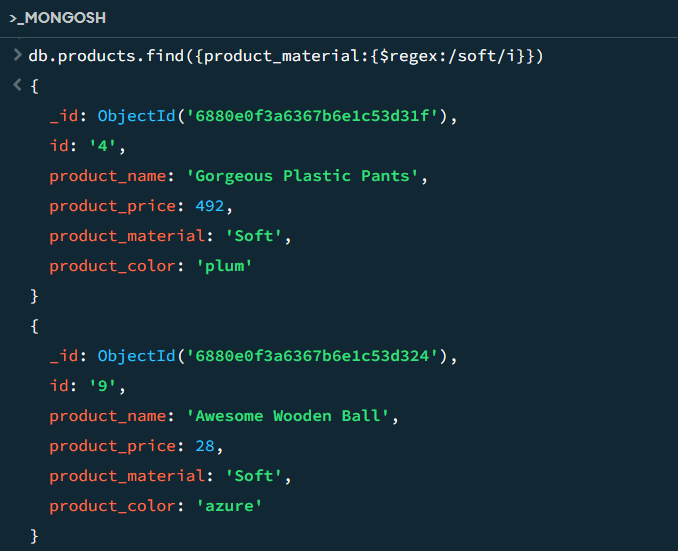 >_MONGOSH
> db.products.find({product_material:{$regex:/soft/i}})
< {
_id: ObjectId('6880e0f3a6367b6e1c53d31f'),
id: '4',
product_name: 'Gorgeous Plastic Pants',
product_price: 492,
product_material: 'Soft',
product_color: 'plum'
}
{
_id: ObjectId('6880e0f3a6367b6e1c53d324'),
id: '9',
product_name: 'Awesome Wooden Ball',
product_price: 28,
product_material: 'Soft',
product_color: 'azure'
}